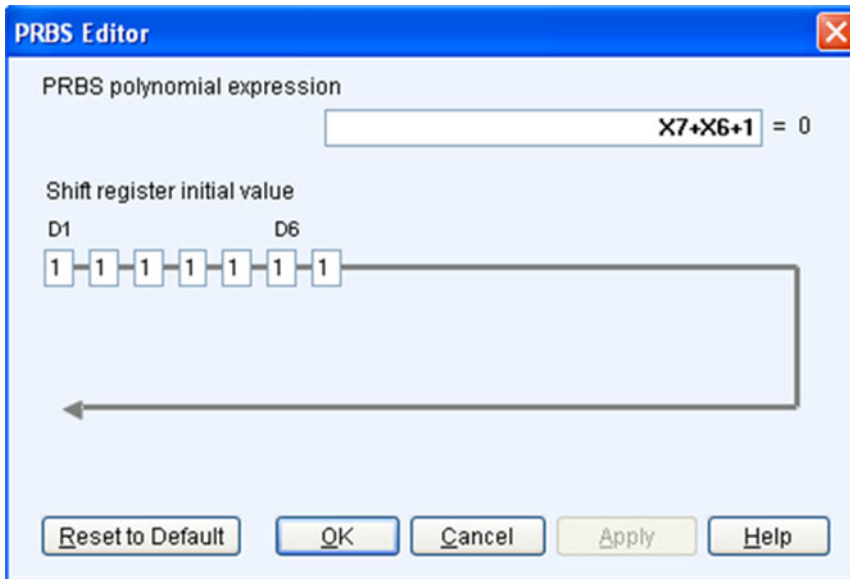 PRBS Editor
PRBS polynomial expression
X7+X6+1 = 0
Shift register initial value
D1 D6
1 1 1 1 1 1 1
Reset to Default OK Cancel Apply Help